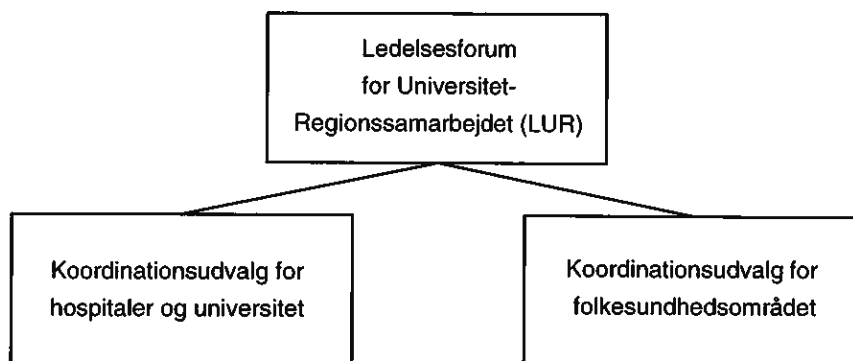 Ledelsesforum
for Universitet-
Regionssamarbejdet (LUR)
Koordinationsudvalg for
hospitaler og universitet
Koordinationsudvalg for
folkesundhedsområdet